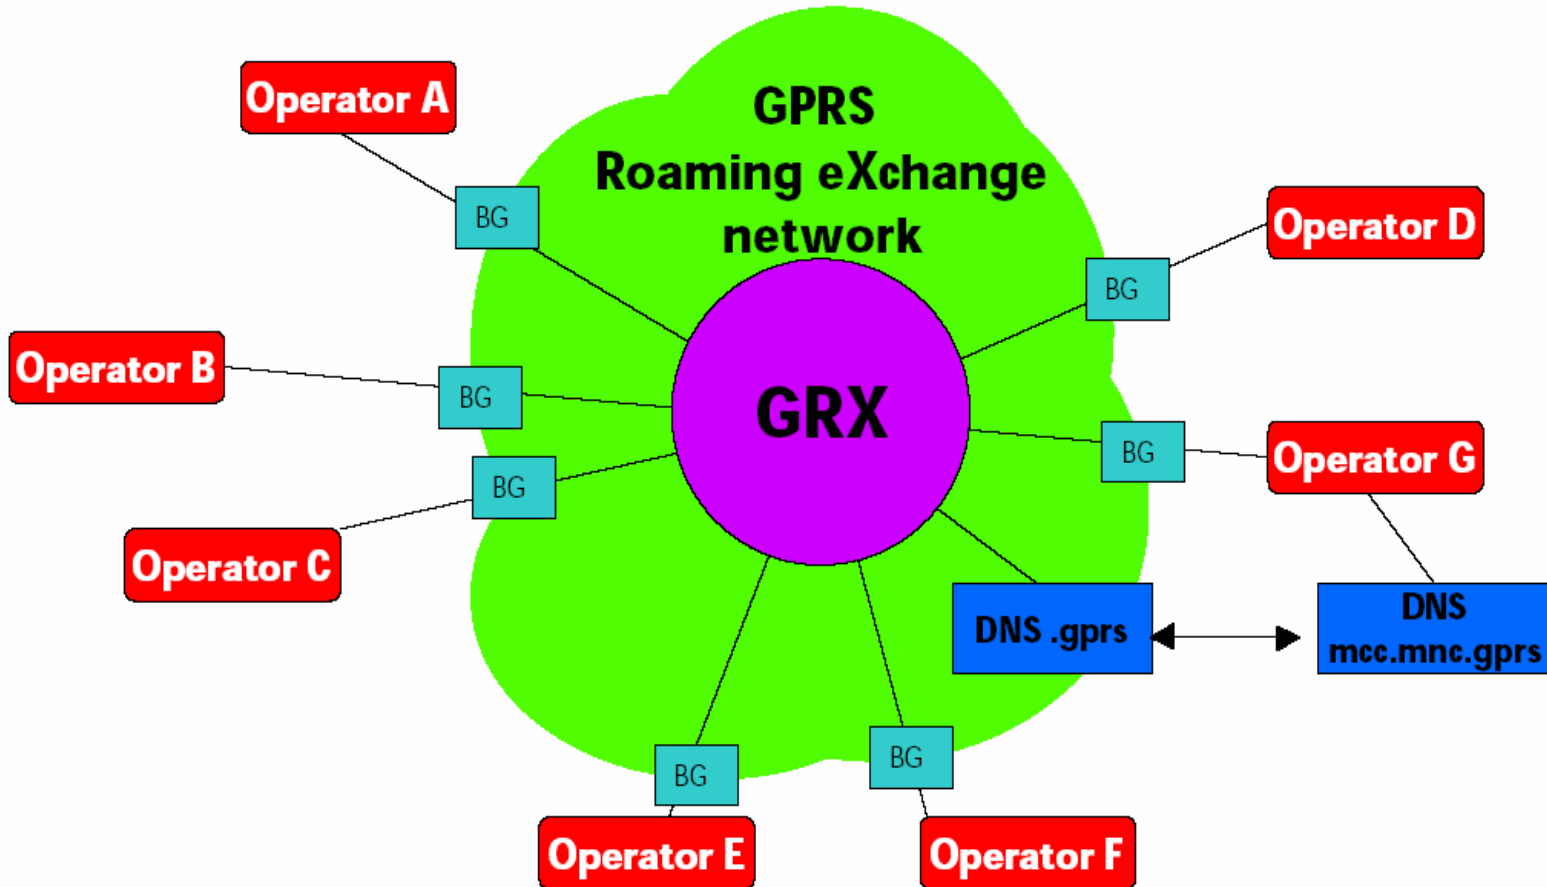 Operator A
GPRS
Roaming eXchange
network
BG
Operator D
BG
Operator B
BG
GRX
BG
Operator G
BG
Operator C
DNS .gprs
DNS
mcc.mnc.gprs
BG
BG
Operator E
Operator F